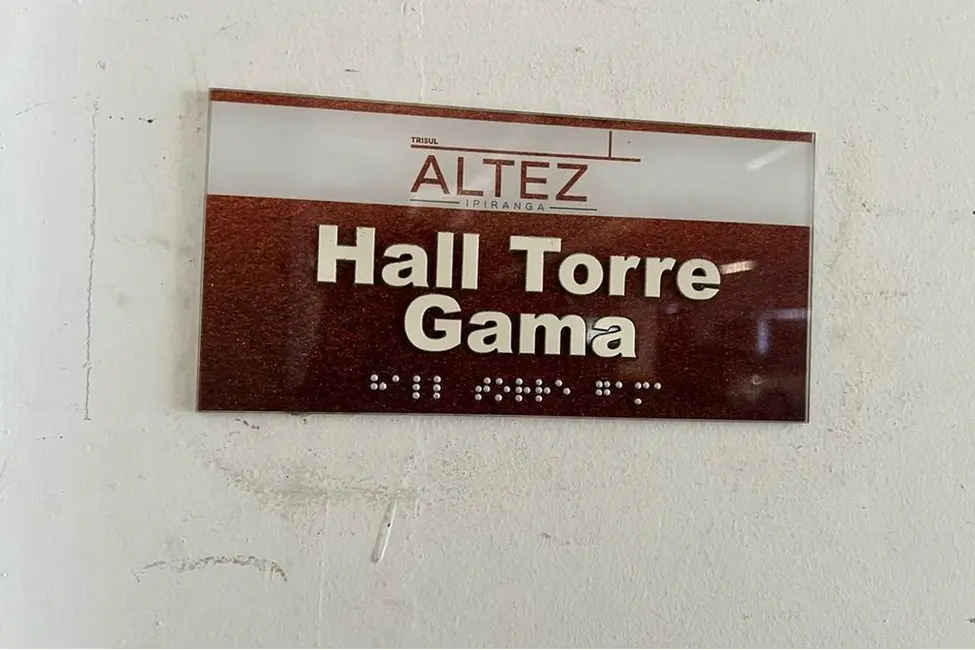 TRISUL
ALTEZ
IPIRANGA
Hall Torre
Gama